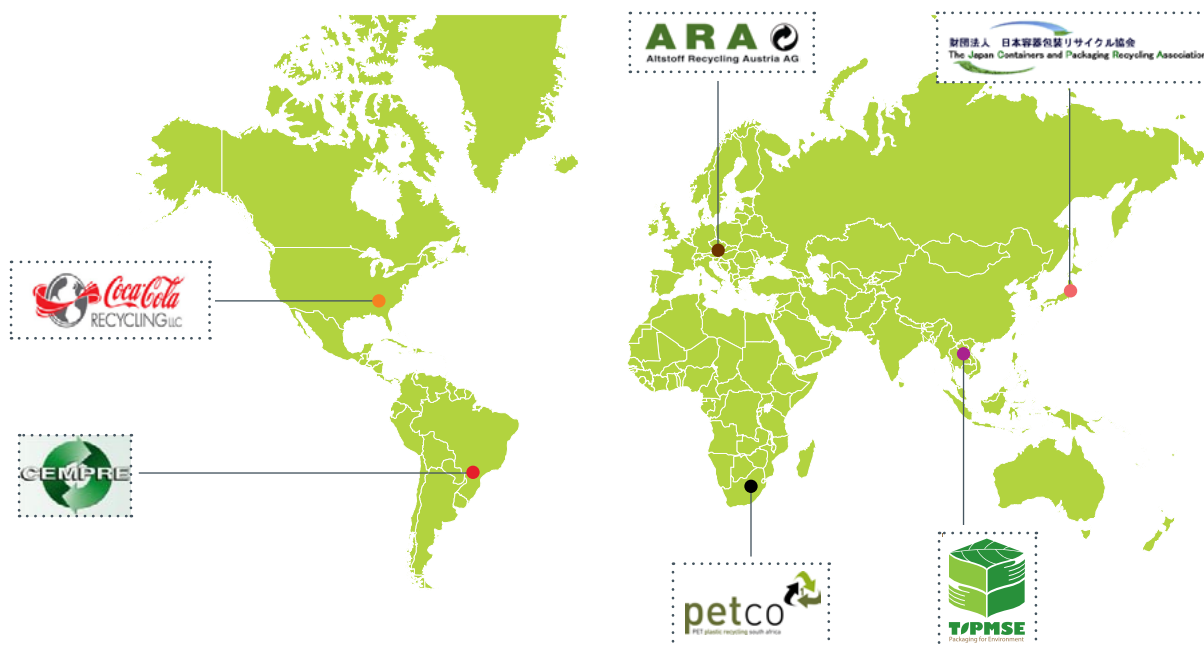 ARA
Altstoff Recycling Austria AG
財団法人 日本容器包装リサイクル協会
The Japan Containers and Packaging Recycling Association
Coca-Cola
RECYCLING LLC
CEMPRE
petco
PET plastic recycling south africa
TIPMSE
Packaging for Environment